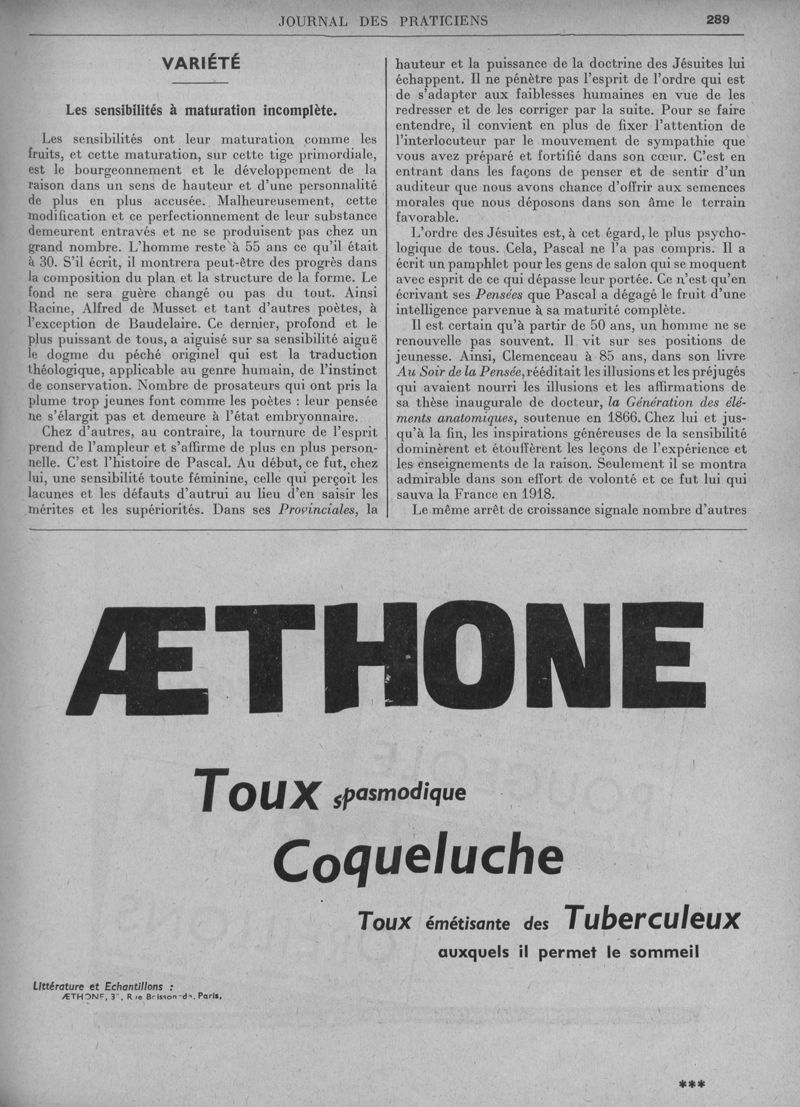 JOURNAL DES PRATICIENS 289
VARIÉTÉ
Les sensibilités à maturation incomplète.
Les sensibilités ont leur maturation comme les
fruits, et cette maturation, sur cette tige primordiale,
est le bourgeonnement et le développement de la
raison dans un sens de hauteur et d'une personnalité
de plus en plus accusée. Malheureusement, cette
modification et ce perfectionnement de leur substance
demeurent entravés et ne se produisent pas chez un
grand nombre. L'homme reste à 55 ans ce qu'il était
à 30. S'il écrit, il montrera peut-être des progrès dans
la composition du plan et la structure de la forme. Le
fond ne sera guère changé ou pas du tout. Ainsi
Racine, Alfred de Musset et tant d'autres poètes, à
l'exception de Baudelaire. Ce dernier, profond et le
plus puissant de tous, a aiguisé sur sa sensibilité aiguë
le dogme du péché originel qui est la traduction
théologique, applicable au genre humain, de l'instinct
de conservation. Nombre de prosateurs qui ont pris la
plume trop jeunes font comme les poètes : leur pensée
ne s'élargit pas et demeure à l'état embryonnaire.
Chez d'autres, au contraire, la tournure de l'esprit
prend de l'ampleur et s'affirme de plus en plus person-
nelle. C'est l'histoire de Pascal. Au début, ce fut, chez
lui, une sensibilité toute féminine, celle qui perçoit les
lacunes et les défauts d'autrui au lieu d'en saisir les
mérites et les supériorités. Dans ses Provinciales, la
hauteur et la puissance de la doctrine des Jésuites lui
échappent. Il ne pénètre pas l'esprit de l'ordre qui est
de s'adapter aux faiblesses humaines en vue de les
redresser et de les corriger par la suite. Pour se faire
entendre, il convient en plus de fixer l'attention de
l'interlocuteur par le mouvement de sympathie que
vous avez préparé et fortifié dans son cœur. C'est en
entrant dans les façons de penser et de sentir d'un
auditeur que nous avons chance d'offrir aux semences
morales que nous déposons dans son âme le terrain
favorable.
L'ordre des Jésuites est, à cet égard, le plus psycho-
logique de tous. Cela, Pascal ne l'a pas compris. Il a
écrit un pamphlet pour les gens de salon qui se moquent
avec esprit de ce qui dépasse leur portée. Ce n'est qu'en
écrivant ses Pensées que Pascal a dégagé le fruit d'une
intelligence parvenue à sa maturité complète.
Il est certain qu'à partir de 50 ans, un homme ne se
renouvelle pas souvent. Il vit sur ses positions de
jeunesse. Ainsi, Clemenceau à 85 ans, dans son livre
Au Soir de la Pensée, rééditait les illusions et les préjugés
qui avaient nourri les illusions et les affirmations de
sa thèse inaugurale de docteur, la Génération des élé-
ments anatomiques, soutenue en 1866. Chez lui et jus-
qu'à la fin, les inspirations généreuses de la sensibilité
dominèrent et étouffèrent les leçons de l'expérience et
les enseignements de la raison. Seulement il se montra
admirable dans son effort de volonté et ce fut lui qui
sauva la France en 1918.
Le même arrêt de croissance signale nombre d'autres
ÆTHONE
Toux spasmodique
Coqueluche
Toux émétisante des Tuberculeux
auxquels il permet le sommeil
Littérature et Echantillons :
ÆTHONE, Paris.
***